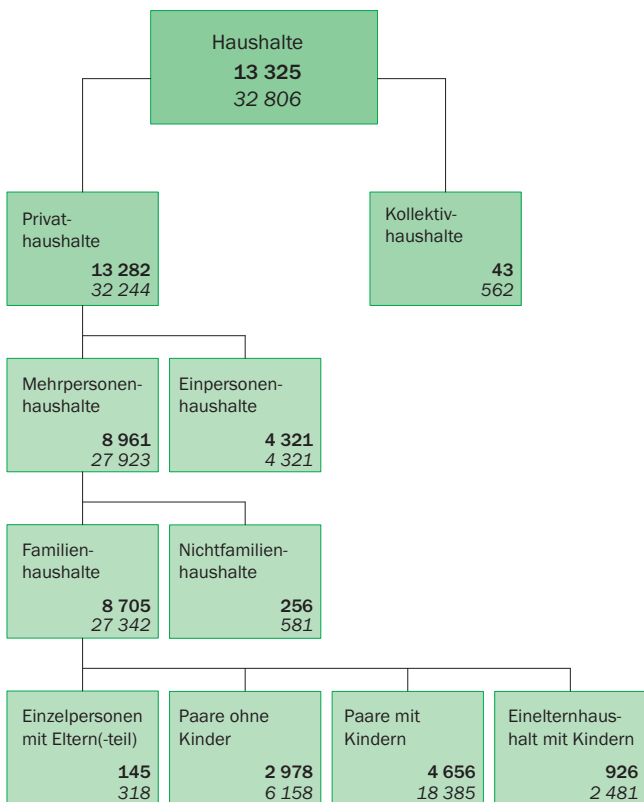 Haushalte
13 325
32 806
Privat-
haushalte
13 282
32 244
Kollektiv-
haushalte
43
562
Mehrpersonen-
haushalte
8 961
27 923
Einpersonen-
haushalte
4 321
4 321
Familien-
haushalte
8 705
27 342
Nichtfamilien-
haushalte
256
581
Einzelpersonen
mit Eltern(-teil)
145
318
Paare ohne
Kinder
2 978
6 158
Paare mit
Kindern
4 656
18 385
Einelternhaus-
halt mit Kindern
926
2 481